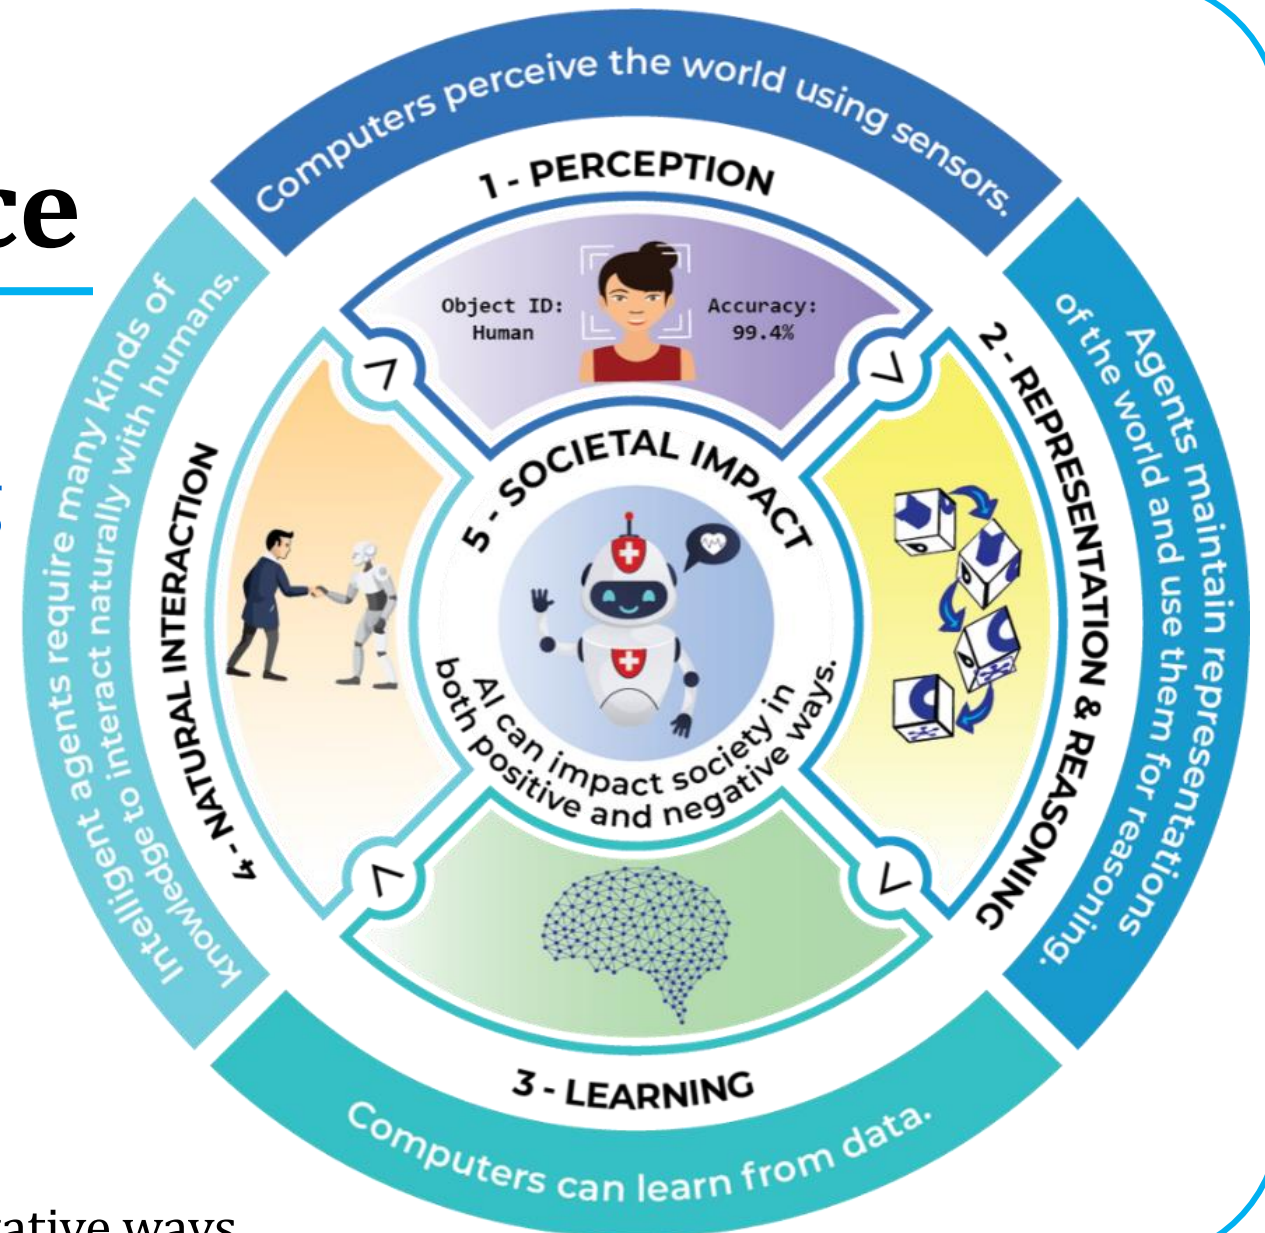 ce
Computers perceive the world using sensors.
1 - PERCEPTION
Object ID:
Human
Accuracy:
99.4%
2 - REPRESENTATION & REASONING
Agents maintain representations
of the world and use them for reasoning.
3 - LEARNING
Computers can learn from data.
4 - NATURAL INTERACTION
Intelligent agents require many kinds of
knowledge to interact naturally with humans.
5 - SOCIETAL IMPACT
AI can impact society in
both positive and negative ways.
ative ways